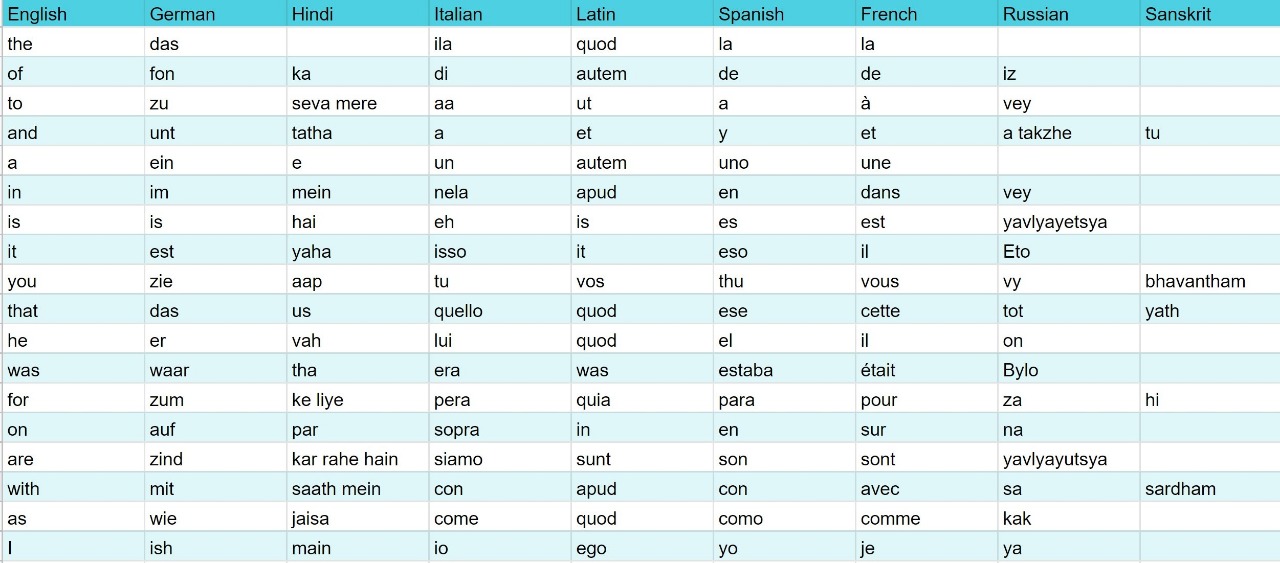 English German Hindi Italian Latin Spanish French Russian Sanskrit
the das ila quod la la
of fon ka di autem de de iz
to zu seva mere aa ut a à vey
and unt tatha a et y et a takzhe tu
a ein e un autem uno une
in im mein nela apud en dans vey
is is hai eh is es est yavlyayetsya
it est yaha isso it eso il Eto
you zie aap tu vos thu vous vy bhavantham
that das us quello quod ese cette tot yath
he er vah lui quod el il on
was waar tha era was estaba était Bylo
for zum ke liye pera quia para pour za hi
on auf par sopra in en sur na
are zind kar rahe hain siamo sunt son sont yavlyayutsya
with mit saath mein con apud con avec sa sardham
as wie jaisa come quod como comme kak
I ish main io ego yo je ya